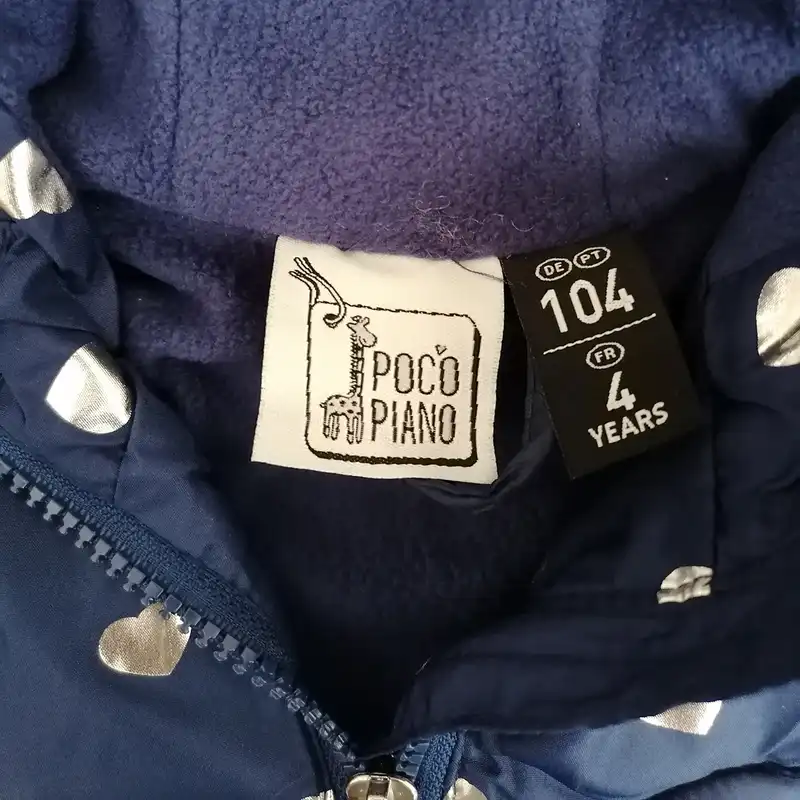 POCO
PIANO
DE PT
104
FR
4
YEARS